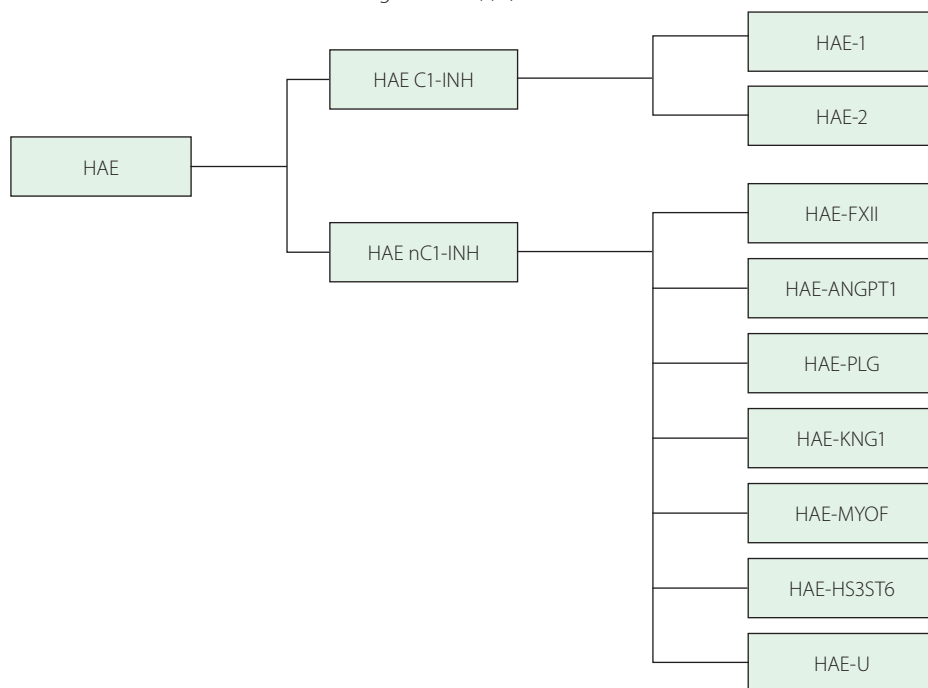 HAE
HAE C1-INH
HAE nC1-INH
HAE-1
HAE-2
HAE-FXII
HAE-ANGPT1
HAE-PLG
HAE-KNG1
HAE-MYOF
HAE-HS3ST6
HAE-U